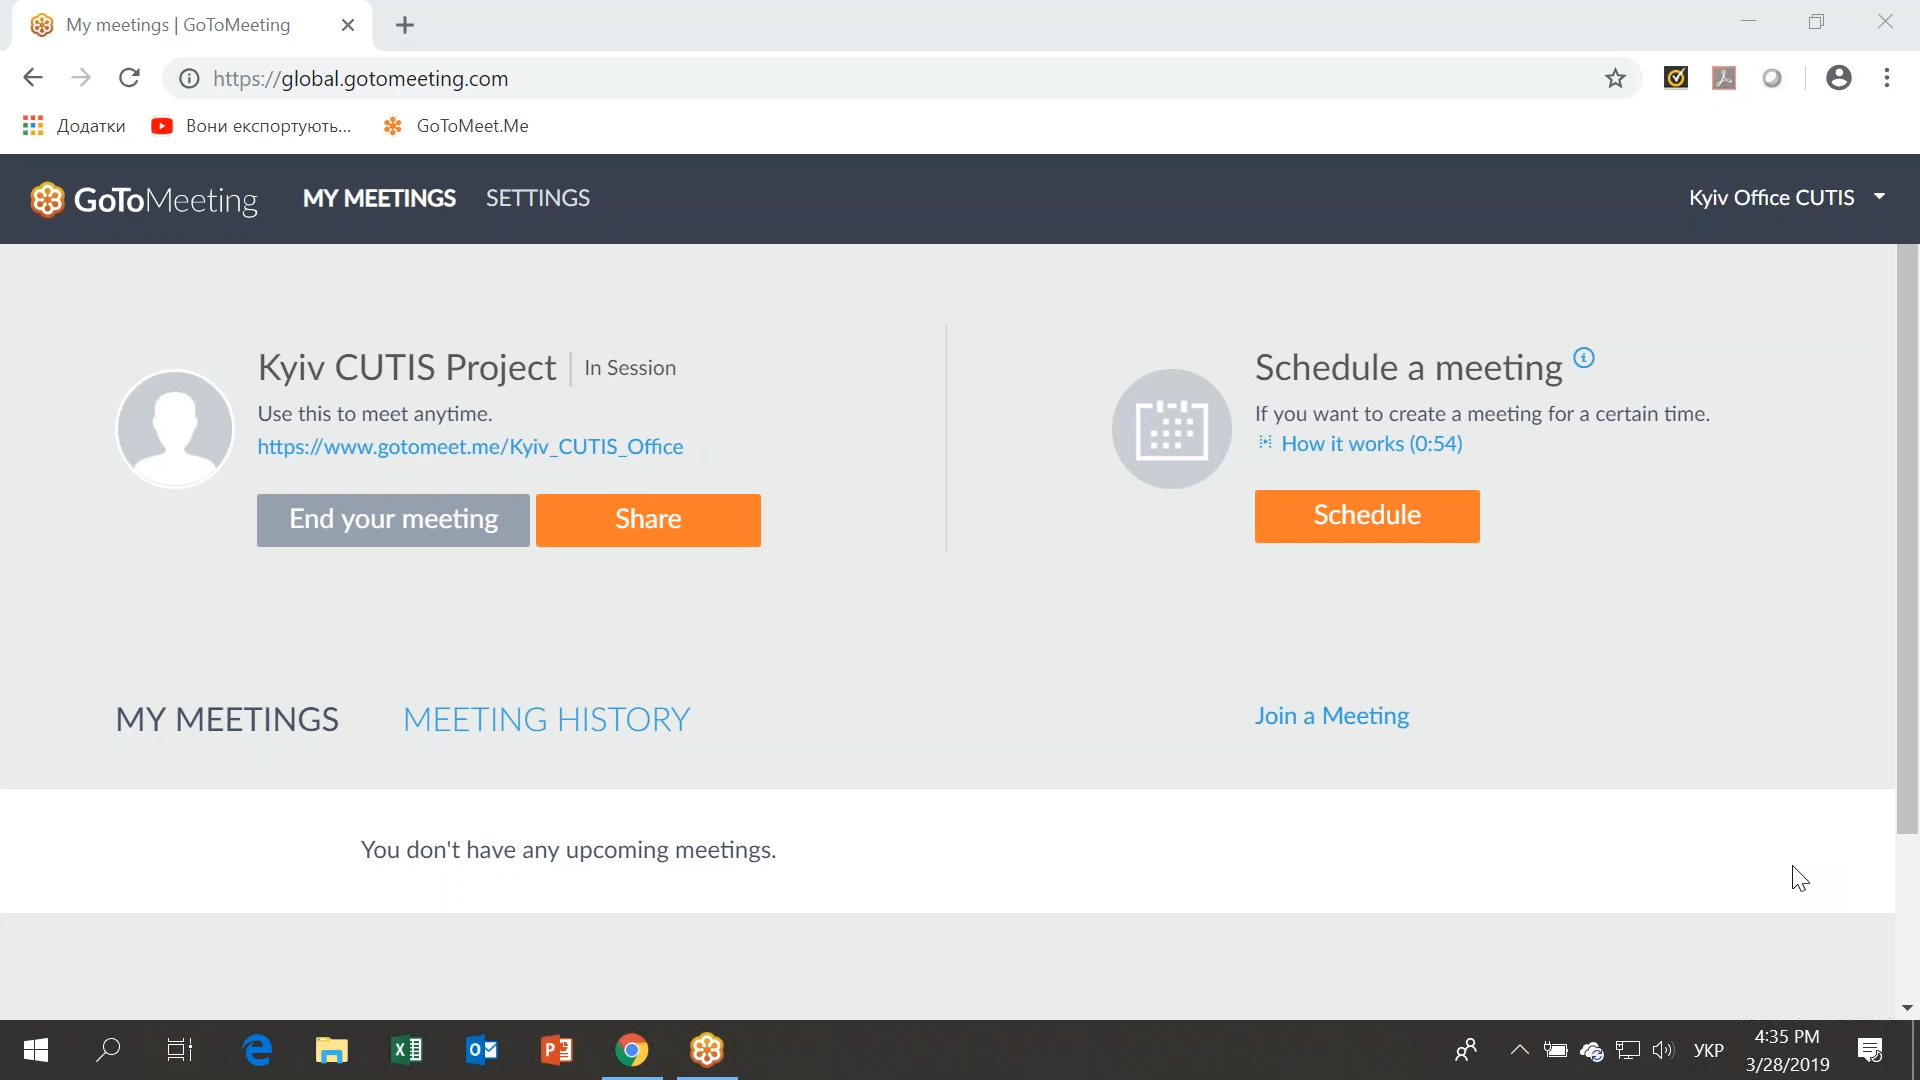 My meetings | GoToMeeting
https://global.gotomeeting.com
Додатки
Вони експортують...
GoToMeet.Me
GoToMeeting
MY MEETINGS
SETTINGS
Kyiv Office CUTIS
Kyiv CUTIS Project
In Session
Use this to meet anytime.
https://www.gotomeet.me/Kyiv_CUTIS_Office
End your meeting
Share
Schedule a meeting
If you want to create a meeting for a certain time.
How it works (0:54)
Schedule
MY MEETINGS
MEETING HISTORY
Join a Meeting
You don't have any upcoming meetings.
УКР
4:35 PM
3/28/2019